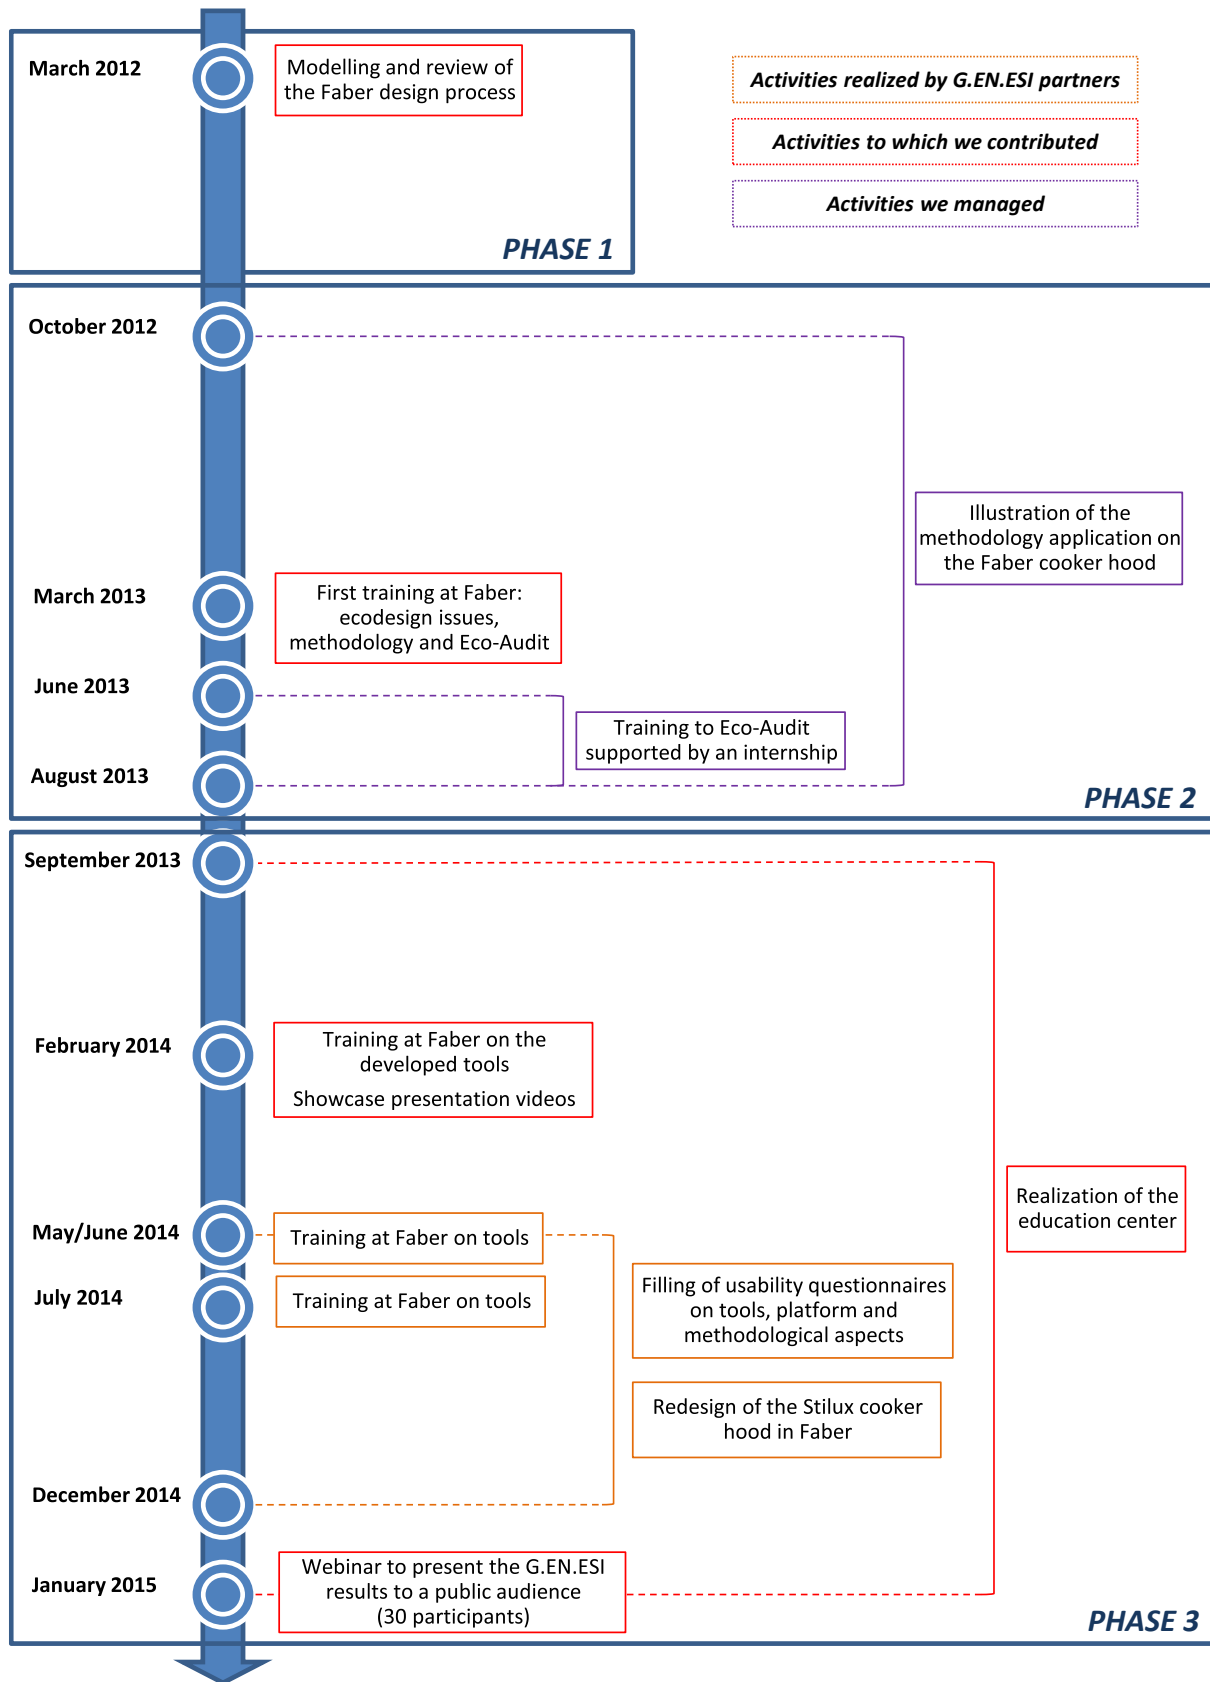 March 2012
Modelling and review of
the Faber design process
Activities realized by G.EN.ESI partners
Activities to which we contributed
Activities we managed
PHASE 1
October 2012
Illustration of the
methodology application on
the Faber cooker hood
March 2013
First training at Faber:
ecodesign issues,
methodology and Eco-Audit
June 2013
Training to Eco-Audit
supported by an internship
August 2013
PHASE 2
September 2013
February 2014
Training at Faber on the
developed tools
Showcase presentation videos
Realization of the
education center
May/June 2014
Training at Faber on tools
July 2014
Training at Faber on tools
Filling of usability questionnaires
on tools, platform and
methodological aspects
Redesign of the Stilux cooker
hood in Faber
December 2014
January 2015
Webinar to present the G.EN.ESI
results to a public audience
(30 participants)
PHASE 3